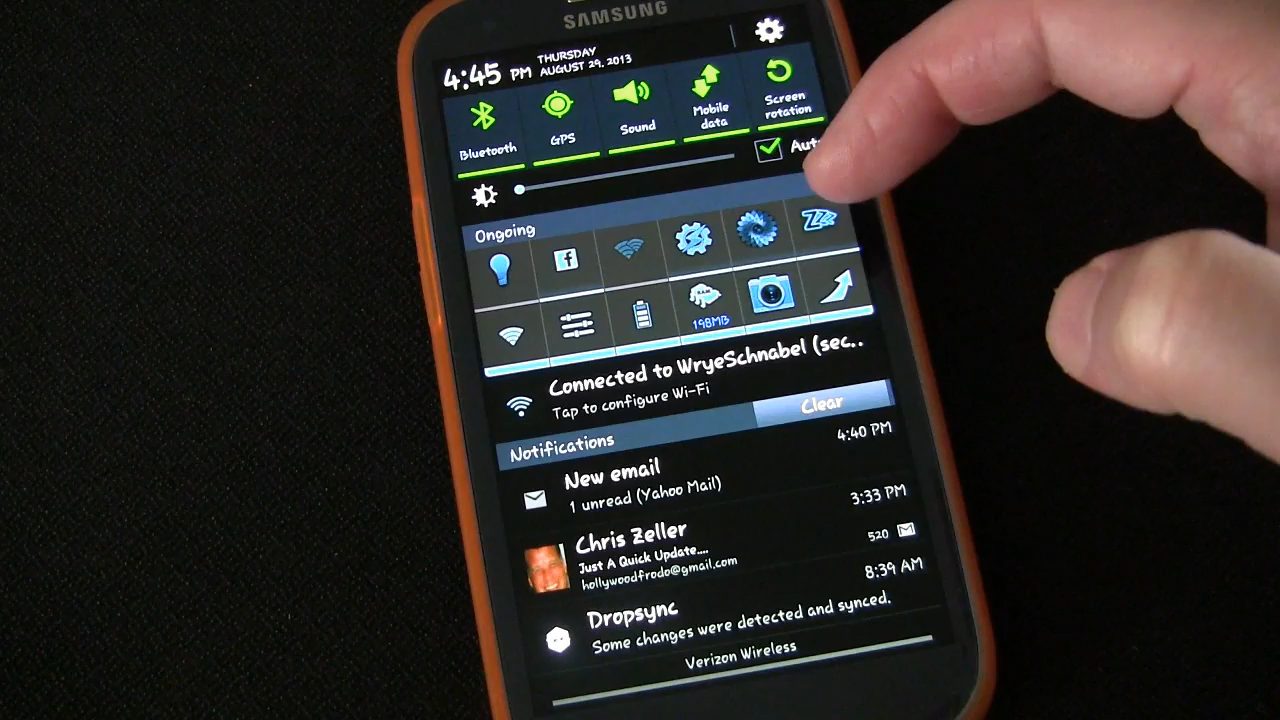 SAMSUNG
4:45 PM THURSDAY
AUGUST 29, 2013
Bluetooth
GPS
Sound
Mobile
data
Screen
rotation
Ongoing
f
198MB
Connected to WryeSchnabel (sec..
Tap to configure Wi-Fi
Notifications
Clear
New email
4:40 PM
1 unread (Yahoo Mail)
Chris Zeller
3:33 PM
Just A Quick Update....
520
hollywoodfrodo@gmail.com
Dropsync
8:39 AM
Some changes were detected and synced.
Verizon Wireless